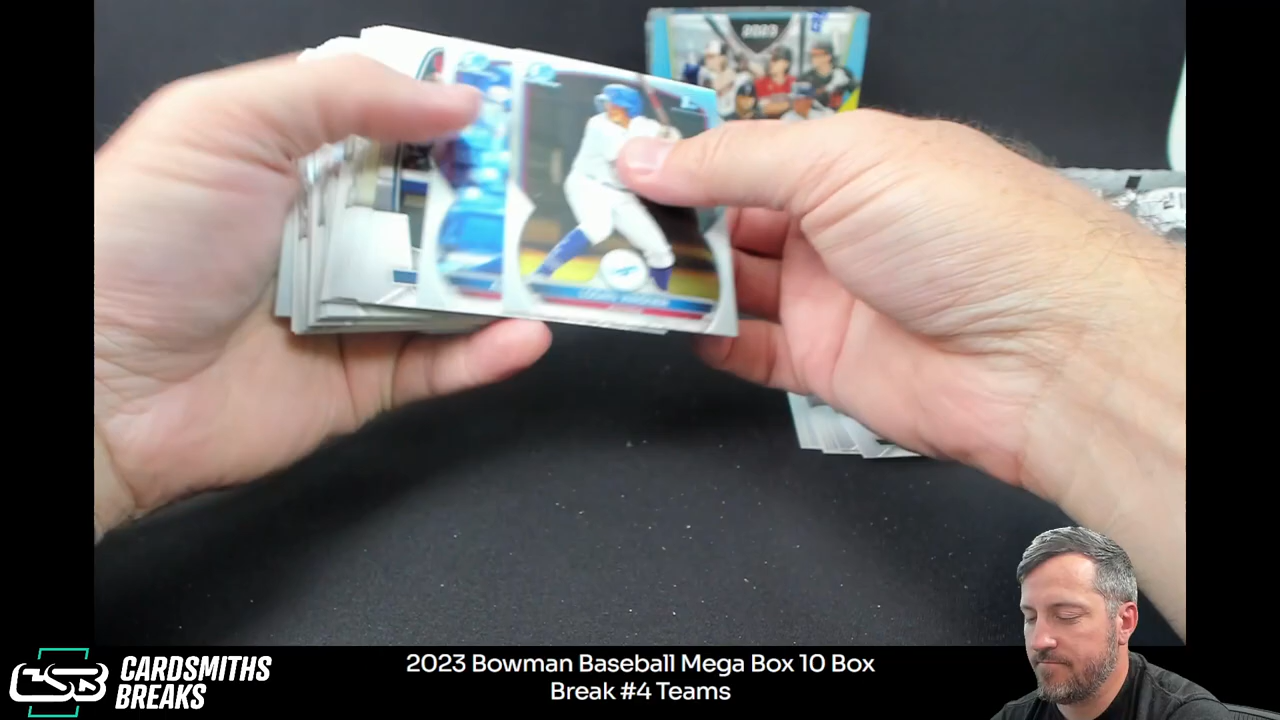 2023
CSB
CARDSMITHS
BREAKS
2023 Bowman Baseball Mega Box 10 Box
Break #4 Teams